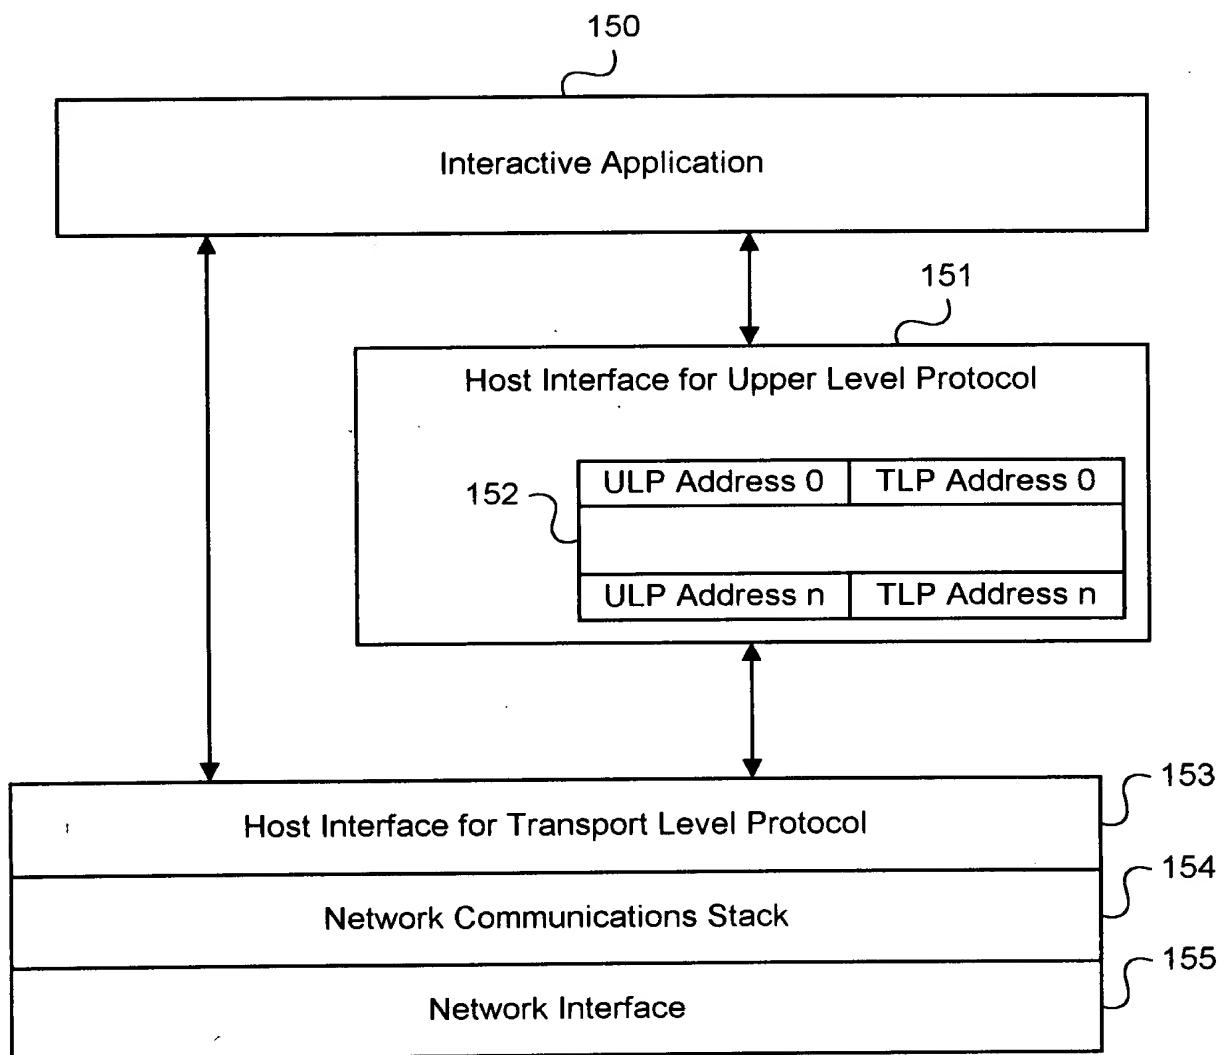 150
Interactive Application
151
Host Interface for Upper Level Protocol
152
ULP Address 0 TLP Address 0
ULP Address n TLP Address n
153
Host Interface for Transport Level Protocol
154
Network Communications Stack
155
Network Interface